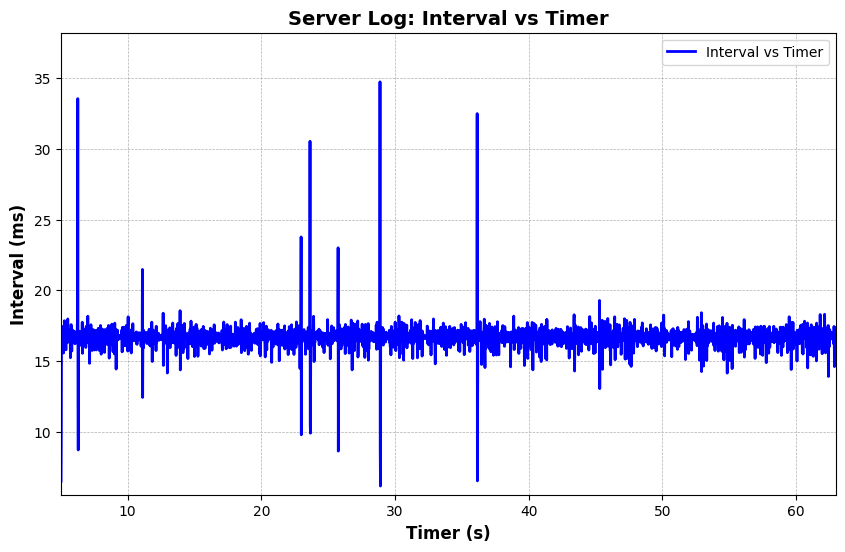 Server Log: Interval vs Timer
Interval vs Timer
Interval (ms)
35
30
25
20
15
10
10 20 30 40 50 60
Timer (s)